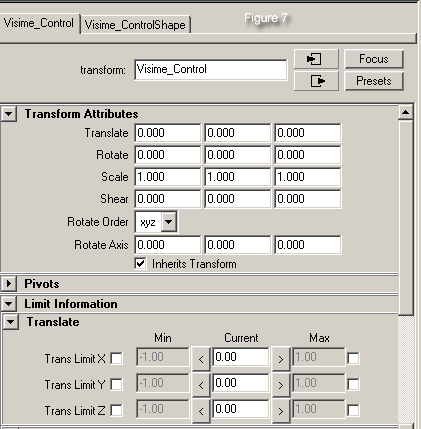 Visime_Control Visime_ControlShape Figure 7
transform: Visime_Control Focus
Presets
Transform Attributes
Translate 0.000 0.000 0.000
Rotate 0.000 0.000 0.000
Scale 1.000 1.000 1.000
Shear 0.000 0.000 0.000
Rotate Order xyz
Rotate Axis 0.000 0.000 0.000
Inherits Transform
Pivots
Limit Information
Translate
Min Current Max
Trans Limit X -1.00 < 0.00 > 1.00
Trans Limit Y -1.00 < 0.00 > 1.00
Trans Limit Z -1.00 < 0.00 > 1.00